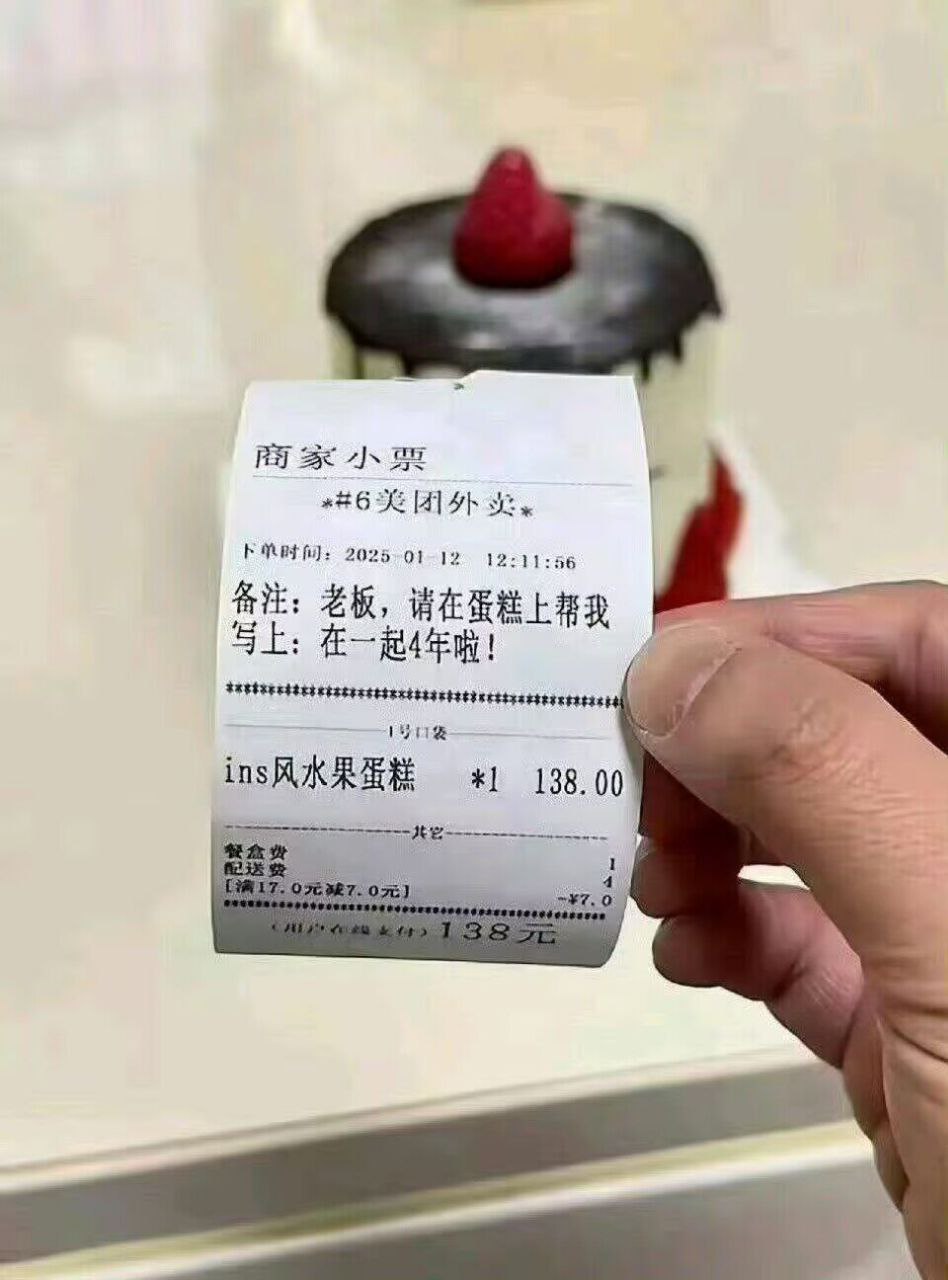 商家小票
*#6美团外卖*
下单时间：2025-01-12 12:11:56
备注：老板，请在蛋糕上帮我
写上：在一起4年啦！
************************************************
1号口袋
ins风水果蛋糕 *1 138.00
其它
餐盒费 1
配送费 4
[满17.0元减7.0元] -¥7.0
************************************************
（用户在线支付）138元